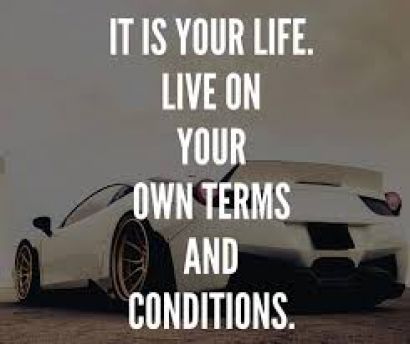 IT IS YOUR LIFE.
LIVE ON
YOUR
OWN TERMS
AND
CONDITIONS.